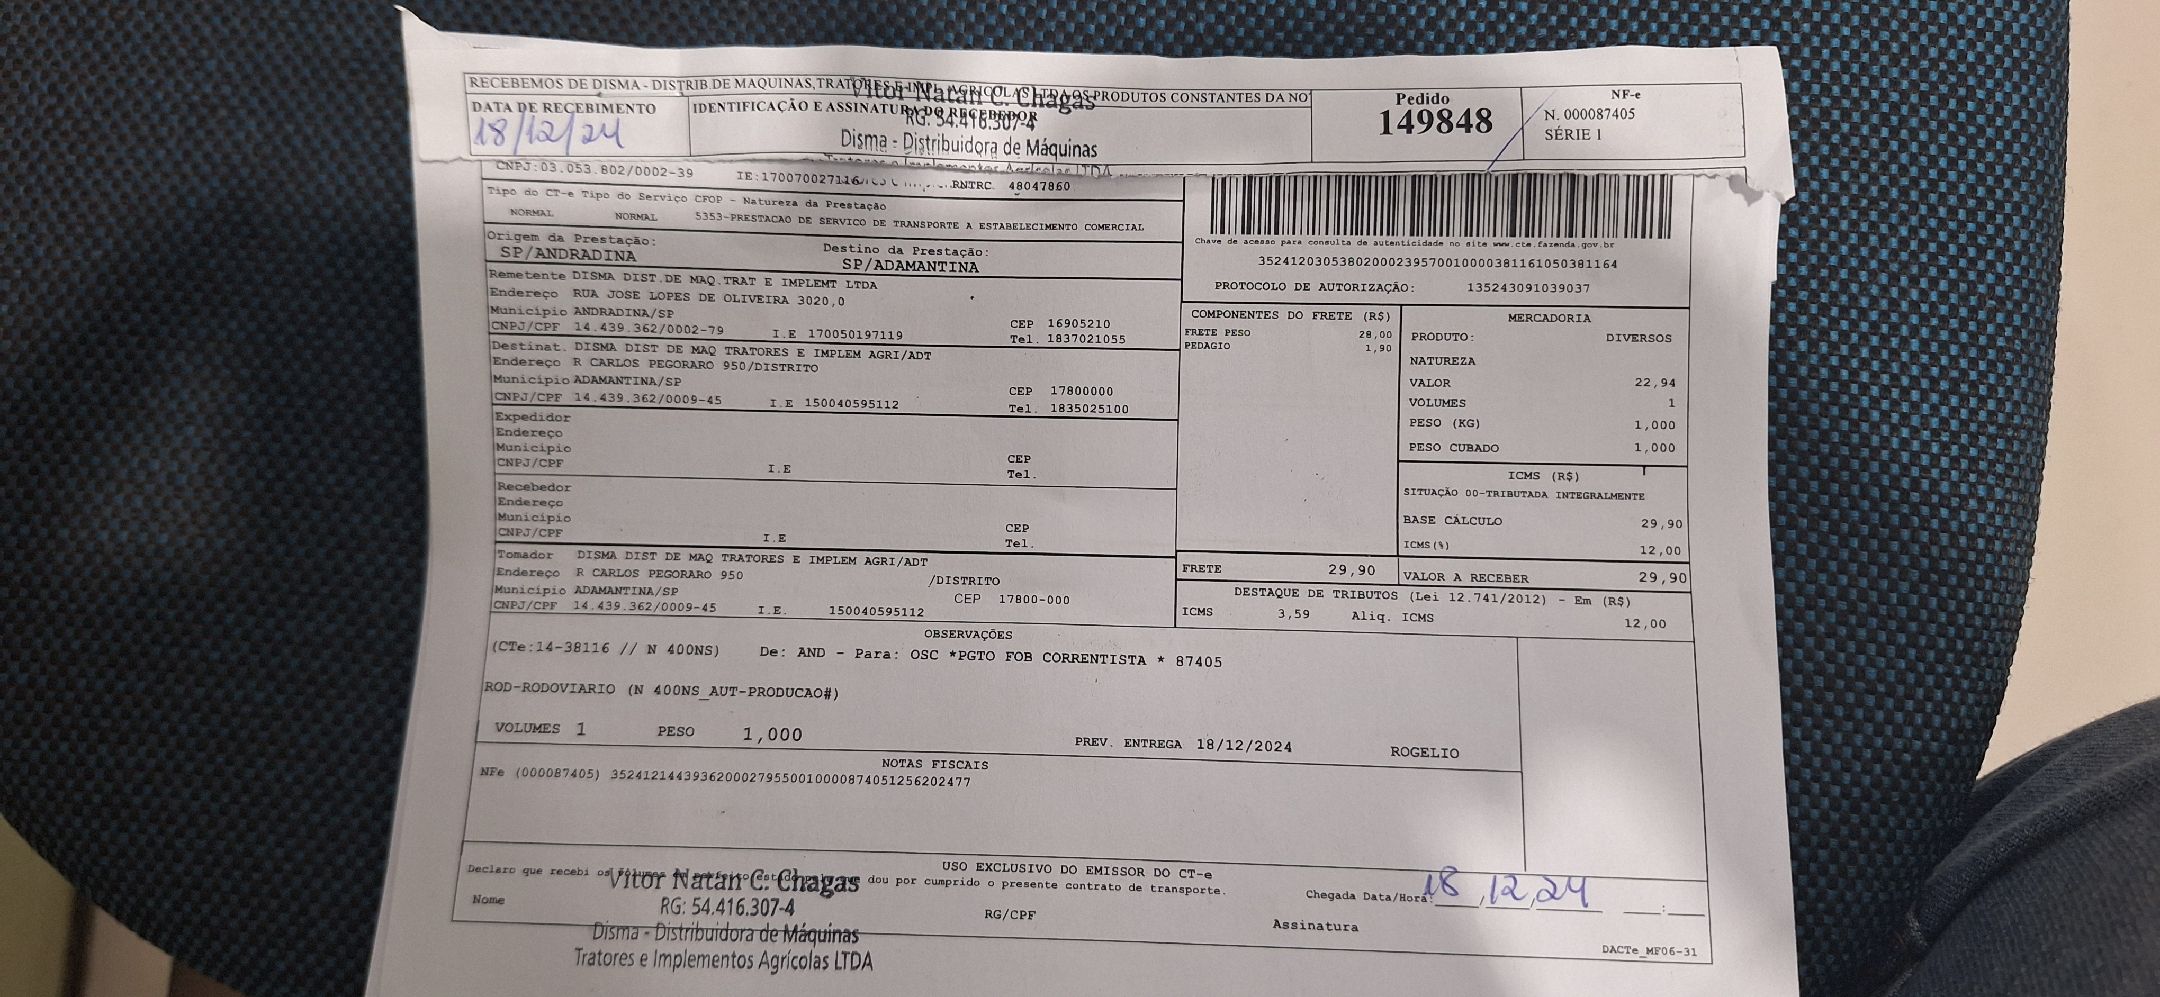 RECEBEMOS DE DISMA - DISTRIB.DE MAQUINAS,TRATORES E IMPL. AGRICOLAS LTDA OS PRODUTOS CONSTANTES DA NO
DATA DE RECEBIMENTO
18/12/24
IDENTIFICAÇÃO E ASSINATURA DO RECEBEDOR
Vitor Natan C. Chagas
RG: 54.416.307-4
Disma - Distribuidora de Máquinas
Tratores e Implementos Agrícolas LTDA
Pedido
149848
NF-e
N. 000087405
SÉRIE 1
CNPJ:03.053.802/0002-39 IE:170070027116 RNTRC. 48047860
Tipo do CT-e Tipo do Serviço CFOP - Natureza da Prestação
NORMAL NORMAL 5353-PRESTACAO DE SERVICO DE TRANSPORTE A ESTABELECIMENTO COMERCIAL
Origem da Prestação: Destino da Prestação:
SP/ANDRADINA SP/ADAMANTINA
Chave de acesso para consulta de autenticidade no site www.cte.fazenda.gov.br
35241203053802000239570010000381161050381164
PROTOCOLO DE AUTORIZAÇÃO: 135243091039037
Remetente DISMA DIST.DE MAQ.TRAT E IMPLEMT LTDA
Endereço RUA JOSE LOPES DE OLIVEIRA 3020,0
Municipio ANDRADINA/SP CEP 16905210
CNPJ/CPF 14.439.362/0002-79 I.E 170050197119 Tel. 1837021055
Destinat. DISMA DIST DE MAQ TRATORES E IMPLEM AGRI/ADT
Endereço R CARLOS PEGORARO 950/DISTRITO
Municipio ADAMANTINA/SP CEP 17800000
CNPJ/CPF 14.439.362/0009-45 I.E 150040595112 Tel. 1835025100
Expedidor
Endereço
Municipio CEP
CNPJ/CPF I.E Tel.
Recebedor
Endereço
Municipio CEP
CNPJ/CPF I.E Tel.
Tomador DISMA DIST DE MAQ TRATORES E IMPLEM AGRI/ADT
Endereço R CARLOS PEGORARO 950 /DISTRITO
Municipio ADAMANTINA/SP CEP 17800-000
CNPJ/CPF 14.439.362/0009-45 I.E. 150040595112
COMPONENTES DO FRETE (R$)
FRETE PESO 28,00
PEDAGIO 1,90
MERCADORIA
PRODUTO: DIVERSOS
NATUREZA
VALOR 22,94
VOLUMES 1
PESO (KG) 1,000
PESO CUBADO 1,000
ICMS (R$)
SITUAÇÃO 00-TRIBUTADA INTEGRALMENTE
BASE CÁLCULO 29,90
ICMS(%) 12,00
FRETE 29,90
VALOR A RECEBER 29,90
DESTAQUE DE TRIBUTOS (Lei 12.741/2012) - Em (R$)
ICMS 3,59 Aliq. ICMS 12,00
OBSERVAÇÕES
(CTe:14-38116 // N 400NS) De: AND - Para: OSC *PGTO FOB CORRENTISTA * 87405
ROD-RODOVIARIO (N 400NS_AUT-PRODUCAO#)
VOLUMES 1 PESO 1,000 PREV. ENTREGA 18/12/2024 ROGELIO
NOTAS FISCAIS
NFe (000087405) 35241214439362000279550010000874051256202477
USO EXCLUSIVO DO EMISSOR DO CT-e
Declaro que recebi os dou por cumprido o presente contrato de transporte.
Chegada Data/Hora: 18,12,24 __:__
Nome RG/CPF Assinatura
Vitor Natan C. Chagas
RG: 54.416.307-4
Disma - Distribuidora de Máquinas
Tratores e Implementos Agrícolas LTDA
DACTe_MF06-31